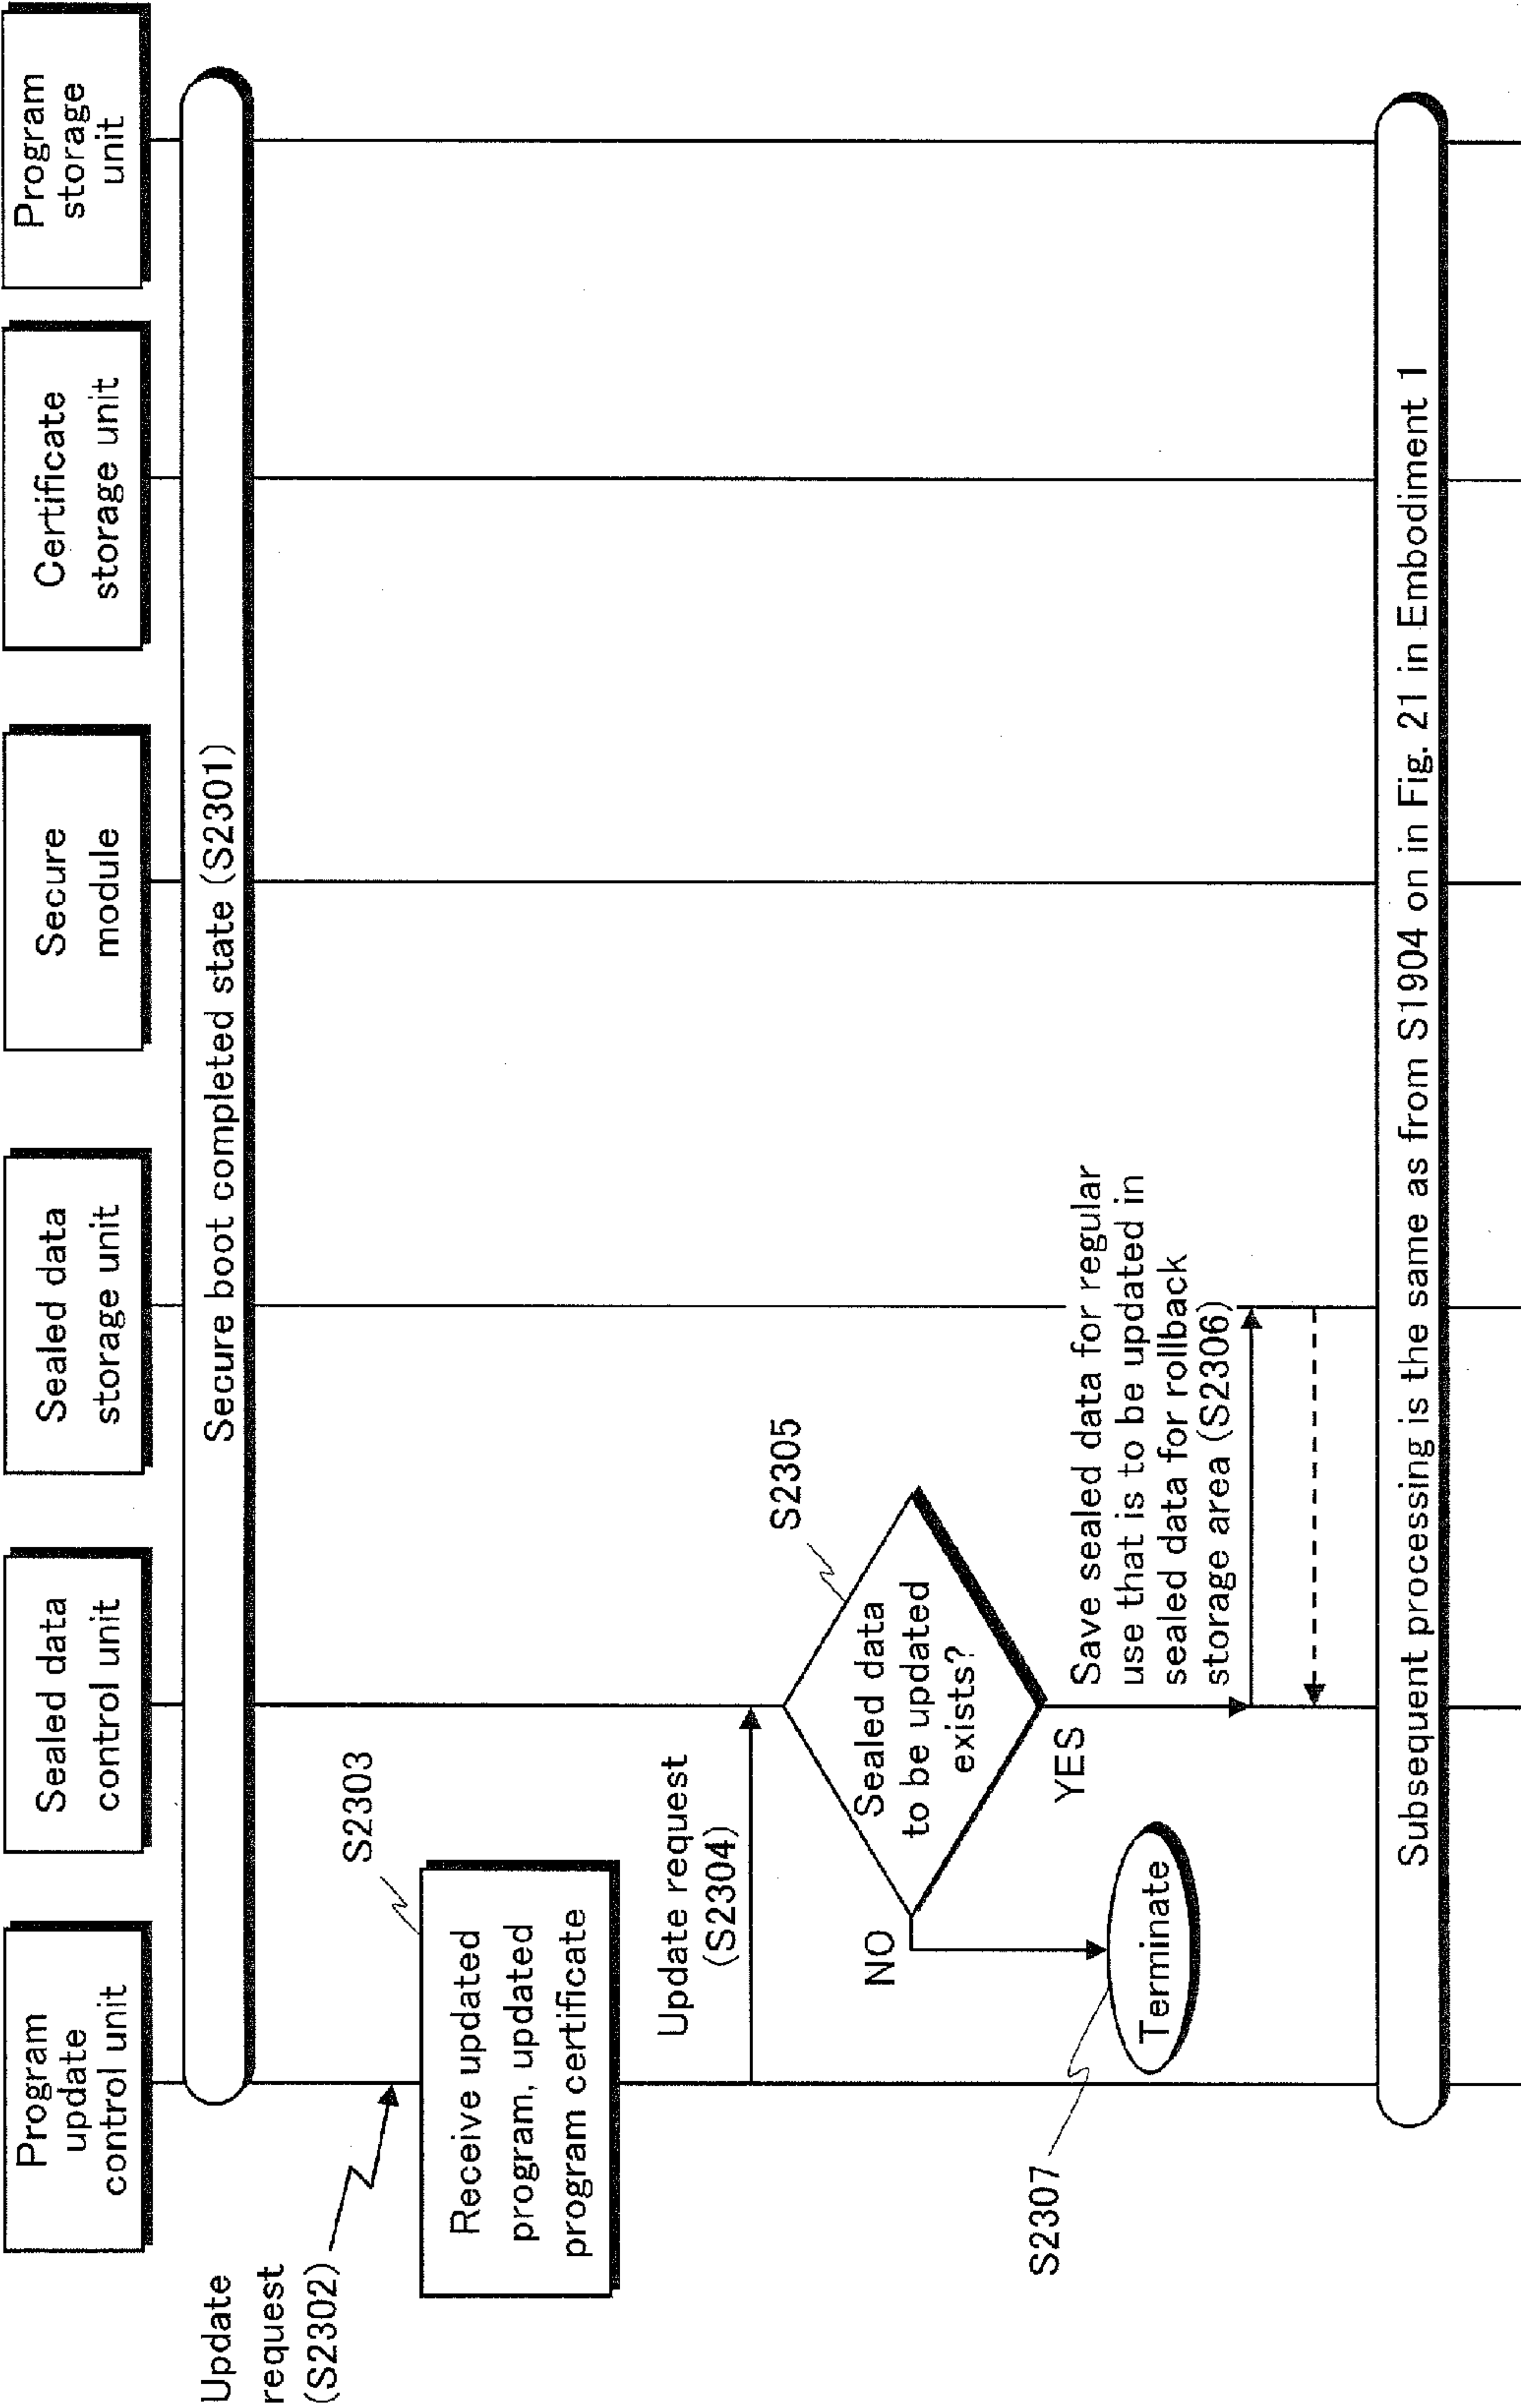 Program
update
control unit
Sealed data
control unit
Sealed data
storage unit
Secure
module
Certificate
storage unit
Program
storage
unit
Secure boot completed state (S2301)
Update
request
(S2302)
S2303
Receive updated
program, updated
program certificate
Update request
(S2304)
S2305
Sealed data
to be updated
exists?
NO
YES
S2307
Terminate
Save sealed data for regular
use that is to be updated in
sealed data for rollback
storage area (S2306)
Subsequent processing is the same as from S1904 on in Fig. 21 in Embodiment 1